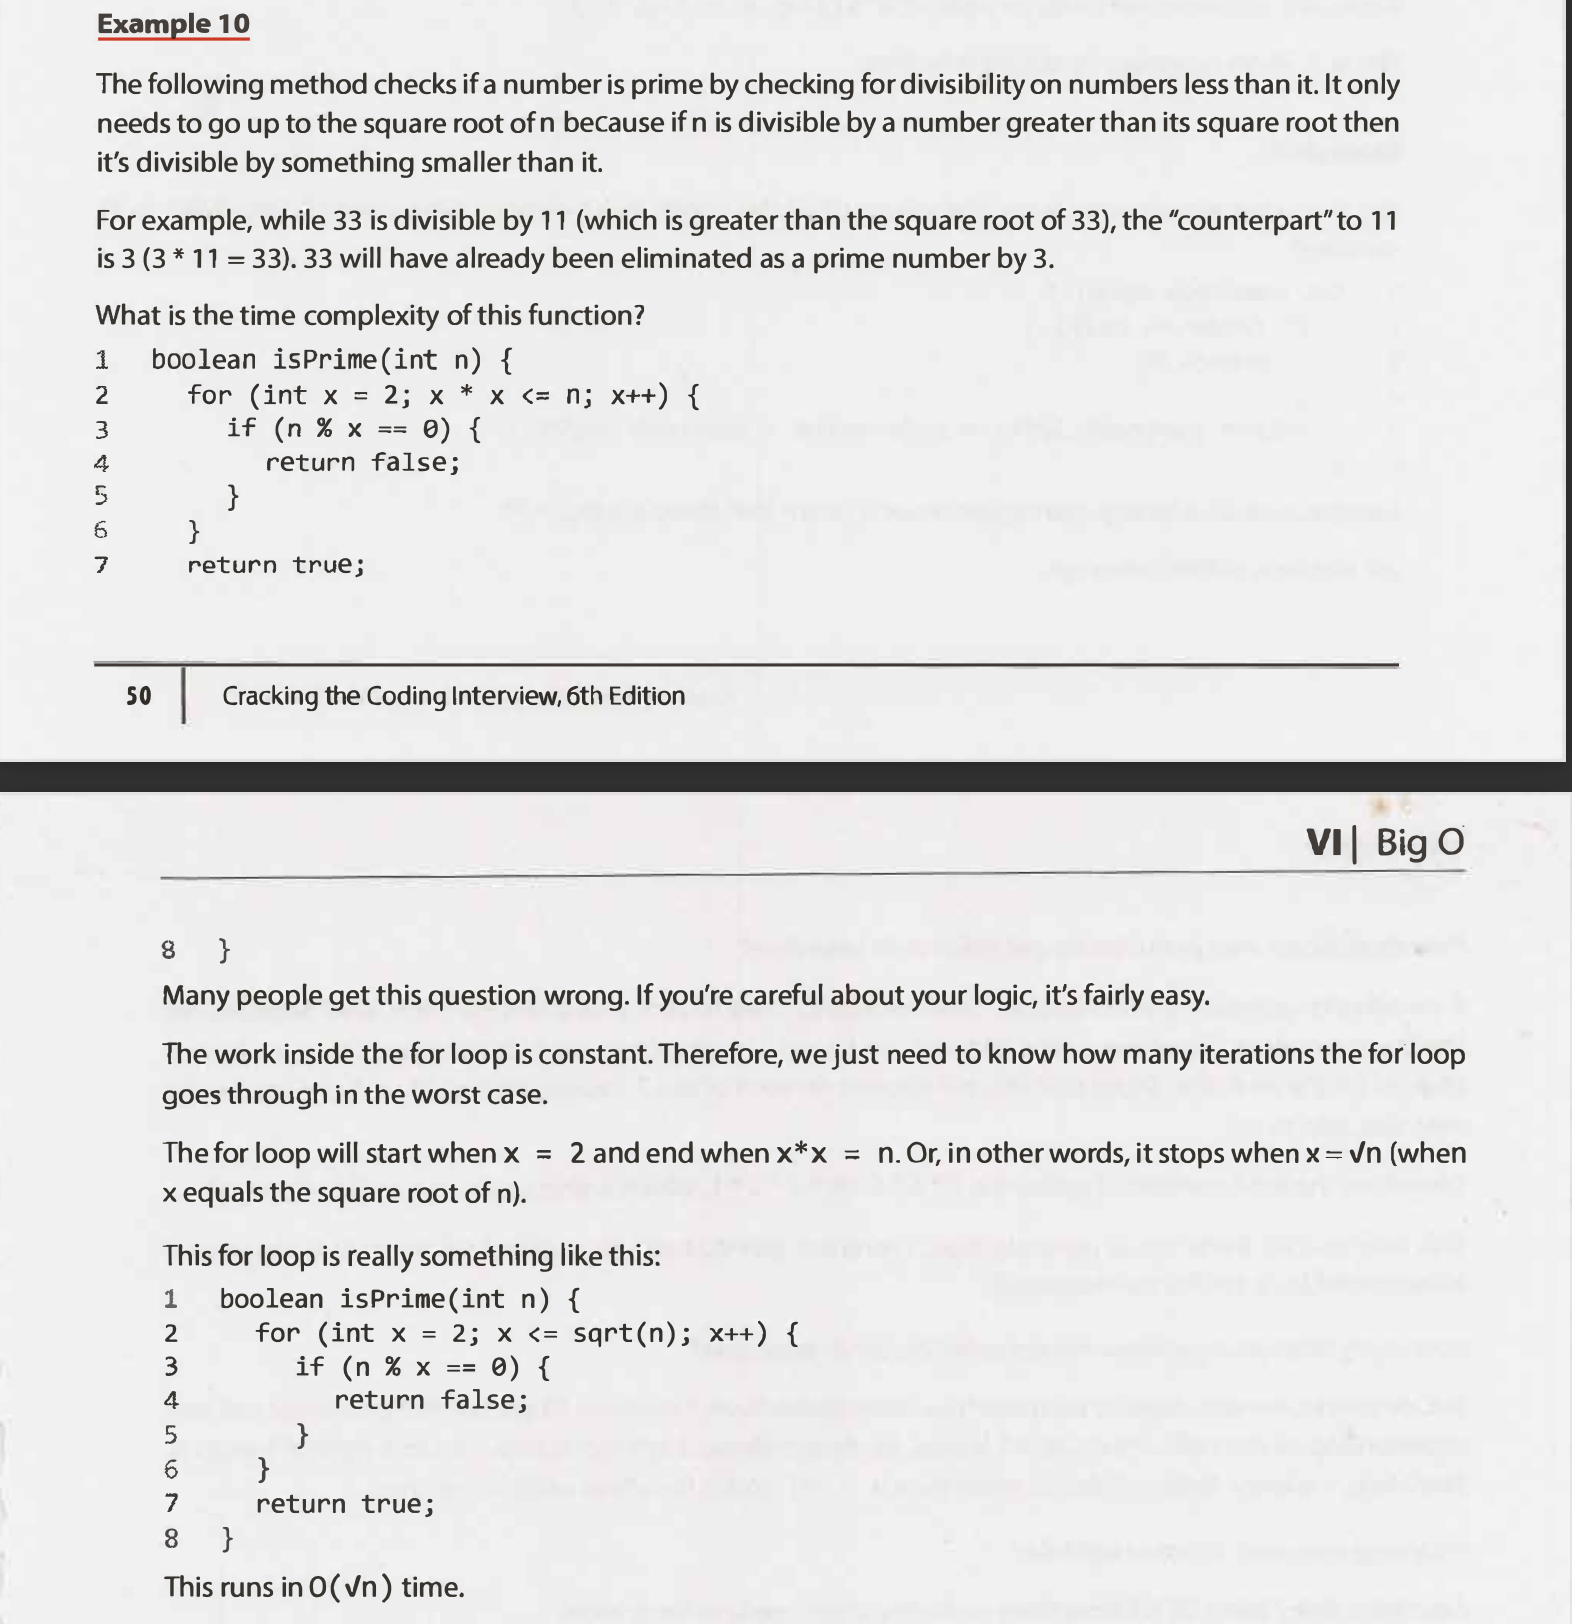 Example 10
The following method checks if a number is prime by checking for divisibility on numbers less than it. It only
needs to go up to the square root of n because if n is divisible by a number greater than its square root then
it's divisible by something smaller than it.
For example, while 33 is divisible by 11 (which is greater than the square root of 33), the "counterpart" to 11
is 3 (3 * 11 = 33). 33 will have already been eliminated as a prime number by 3.
What is the time complexity of this function?
1 boolean isPrime(int n) {
2 for (int x = 2; x * x <= n; x++) {
3 if (n % x == 0) {
4 return false;
5 }
6 }
7 return true;
50 | Cracking the Coding Interview, 6th Edition
VI | Big O
8 }
Many people get this question wrong. If you're careful about your logic, it's fairly easy.
The work inside the for loop is constant. Therefore, we just need to know how many iterations the for loop
goes through in the worst case.
The for loop will start when x = 2 and end when x*x = n. Or, in other words, it stops when x = √n (when
x equals the square root of n).
This for loop is really something like this:
1 boolean isPrime(int n) {
2 for (int x = 2; x <= sqrt(n); x++) {
3 if (n % x == 0) {
4 return false;
5 }
6 }
7 return true;
8 }
This runs in O(√n) time.